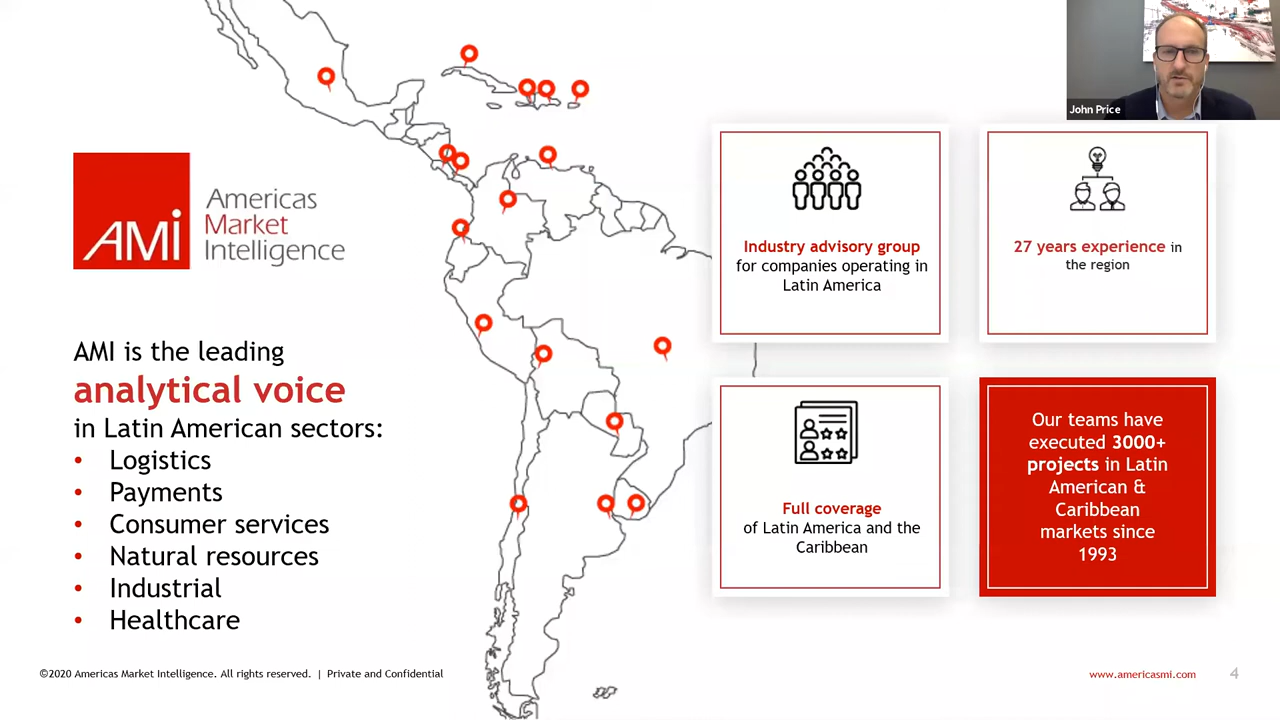 John Price
AMi
Americas
Market
Intelligence
AMI is the leading
analytical voice
in Latin American sectors:
• Logistics
• Payments
• Consumer services
• Natural resources
• Industrial
• Healthcare
Industry advisory group
for companies operating in
Latin America
27 years experience in
the region
Full coverage
of Latin America and the
Caribbean
Our teams have
executed 3000+
projects in Latin
American &
Caribbean
markets since
1993
©2020 Americas Market Intelligence. All rights reserved. | Private and Confidential
www.americasmi.com 4